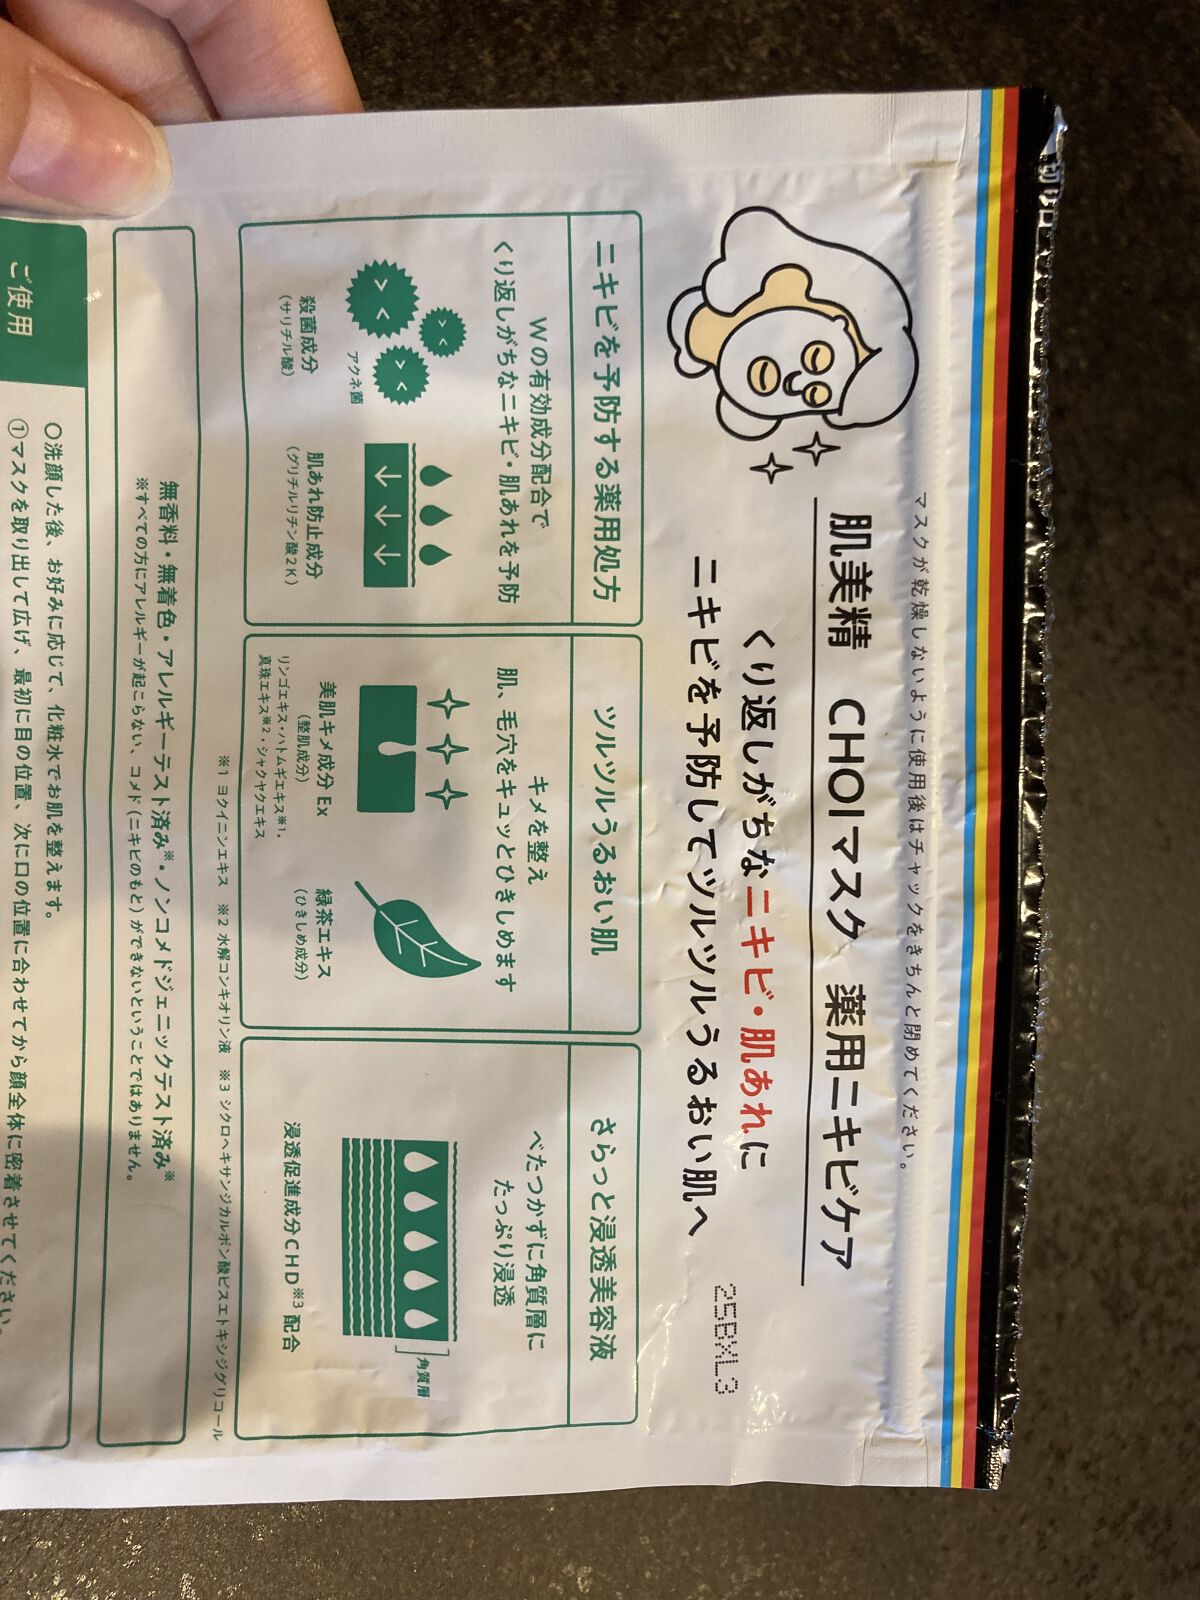 切り口
マスクが乾燥しないように使用後はチャックをきちんと閉めてください。
肌美精 CHOIマスク 薬用ニキビケア
くり返しがちなニキビ・肌あれに
ニキビを予防してツルツルうるおい肌へ
25BXL3
ニキビを予防する薬用処方
Wの有効成分配合で
くり返しがちなニキビ・肌あれを予防
アクネ菌
殺菌成分
(サリチル酸)
肌あれ防止成分
(グリチルリチン酸2K)
ツルツルうるおい肌
キメを整え
肌、毛穴をキュッとひきしめます
美肌キメ成分 Ex
(整肌成分)
リンゴエキス・ハトムギエキス※1、
真珠エキス※2、シャクヤクエキス
緑茶エキス
(ひきしめ成分)
さらっと浸透美容液
べたつかずに角質層に
たっぷり浸透
角質層
浸透促進成分CHD※3配合
※1 ヨクイニンエキス ※2 水解コンキオリン液 ※3 シクロヘキサンジカルボン酸ビスエトキシジグリコール
無香料・無着色・アレルギーテスト済み※・ノンコメドジェニックテスト済み※
※すべての方にアレルギーが起こらない、コメド(ニキビのもと)ができないということではありません。
ご使用
〇洗顔した後、お好みに応じて、化粧水でお肌を整えます。
①マスクを取り出して広げ、最初に目の位置、次に口の位置に合わせてから顔全体に密着させてください。